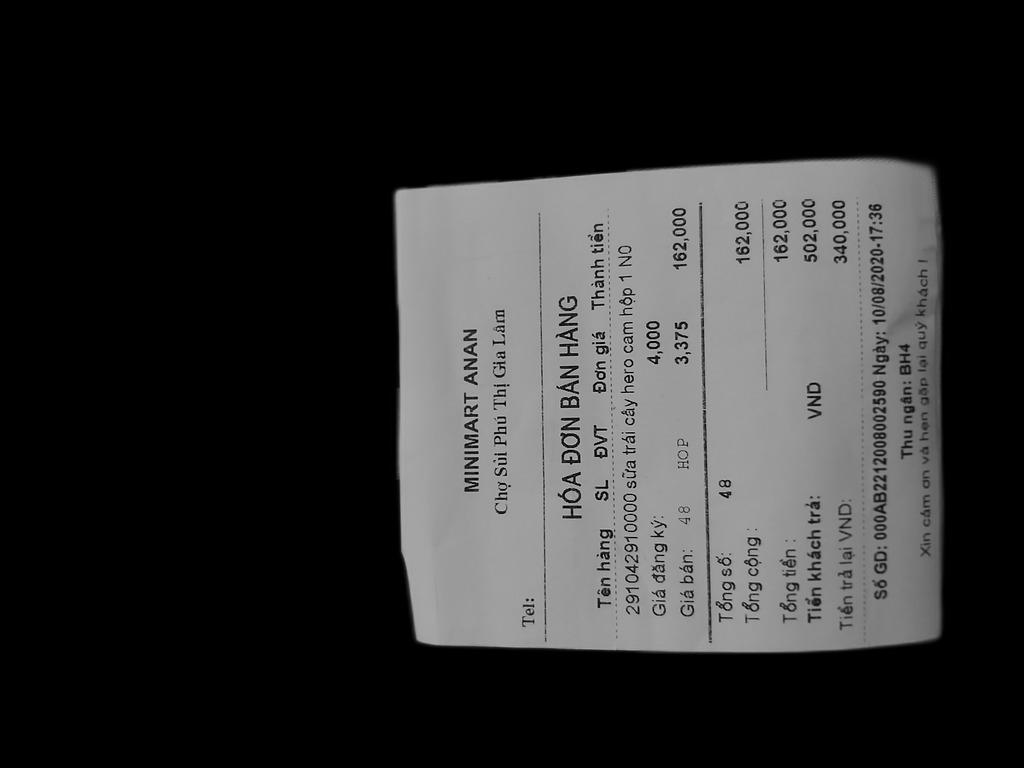 MINIMART ANAN
Chợ Sủi Phú Thị Gia Lâm
Tel:
HÓA ĐƠN BÁN HÀNG
Tên hàng SL ĐVT Đơn giá Thành tiền
2910429100000 sữa trái cây hero cam hộp 1 N0
Giá đăng ký: 4,000
Giá bán: 48 HOP 3,375 162,000
Tổng số: 48
Tổng cộng : 162,000
Tổng tiền : 162,000
Tiền khách trả: VND 502,000
Tiền trả lại VND: 340,000
Số GD: 000AB2212008002590 Ngày: 10/08/2020-17:36
Thu ngân: BH4
Xin cảm ơn và hẹn gặp lại quý khách !